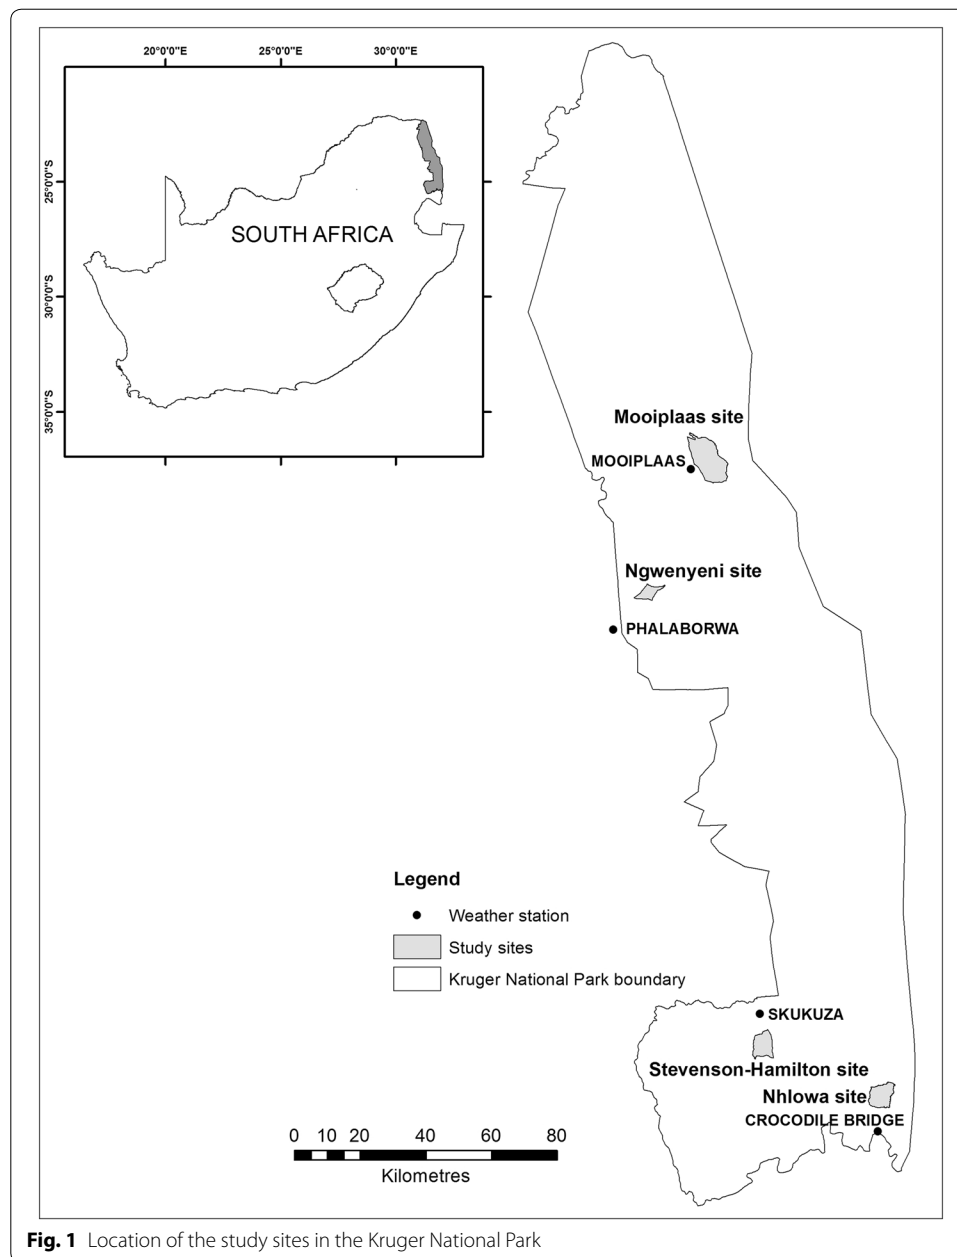 20°0'0"E 25°0'0"E 30°0'0"E
25°0'0"S
30°0'0"S
35°0'0"S
SOUTH AFRICA
Mooiplaas site
MOOIPLAAS
Ngwenyeni site
PHALABORWA
Legend
Weather station
Study sites
Kruger National Park boundary
SKUKUZA
Stevenson-Hamilton site
Nhlowa site
CROCODILE BRIDGE
0 10 20 40 60 80
Kilometres
Fig. 1 Location of the study sites in the Kruger National Park